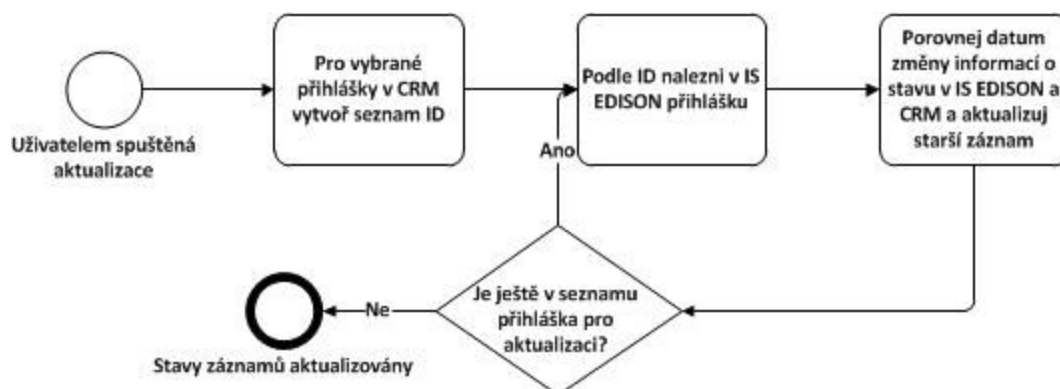 Uživatelem spuštěná
aktualizace
Pro vybrané
přihlášky v CRM
vytvoř seznam ID
Podle ID nalezni v IS
EDISON přihlášku
Porovnej datum
změny informací o
stavu v IS EDISON a
CRM a aktualizuj
starší záznam
Ano
Je ještě v seznamu
přihláška pro
aktualizaci?
Ne
Stavy záznamů aktualizovány